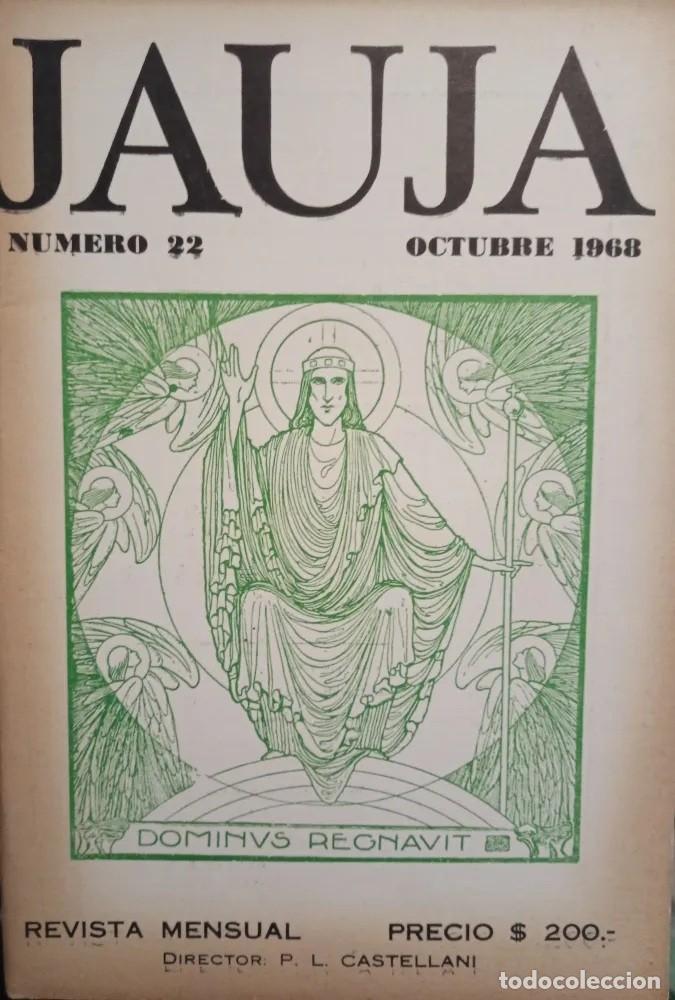 JAUJA
NUMERO 22 OCTUBRE 1968
DOMINVS REGNAVIT
REVISTA MENSUAL PRECIO $ 200.-
DIRECTOR: P. L. CASTELLANI
todocoleccion